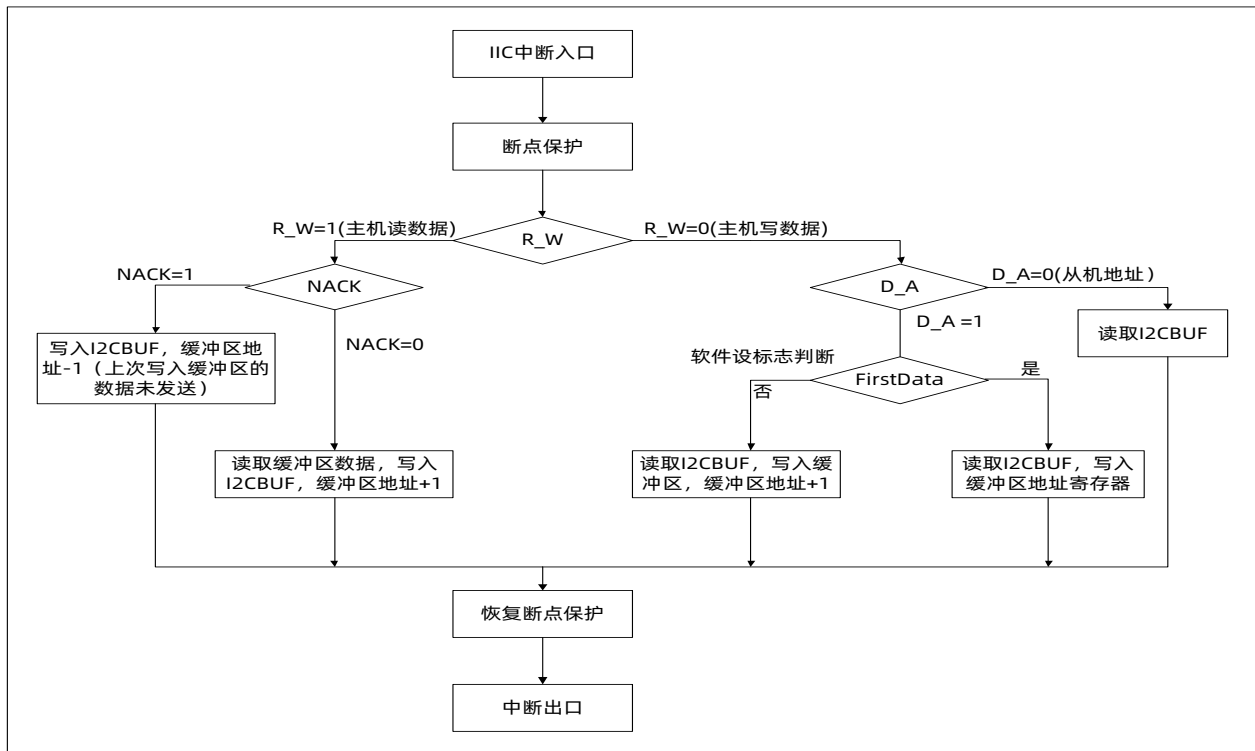 IIC中断入口
断点保护
R_W=1(主机读数据)
R_W
R_W=0(主机写数据)
NACK=1
NACK
D_A
D_A=0(从机地址)
写入I2CBUF，缓冲区地
址-1（上次写入缓冲区的
数据未发送）
NACK=0
D_A =1
读取I2CBUF
软件设标志判断
FirstData
否
是
读取缓冲区数据，写入
I2CBUF，缓冲区地址+1
读取I2CBUF，写入缓
冲区，缓冲区地址+1
读取I2CBUF，写入
缓冲区地址寄存器
恢复断点保护
中断出口